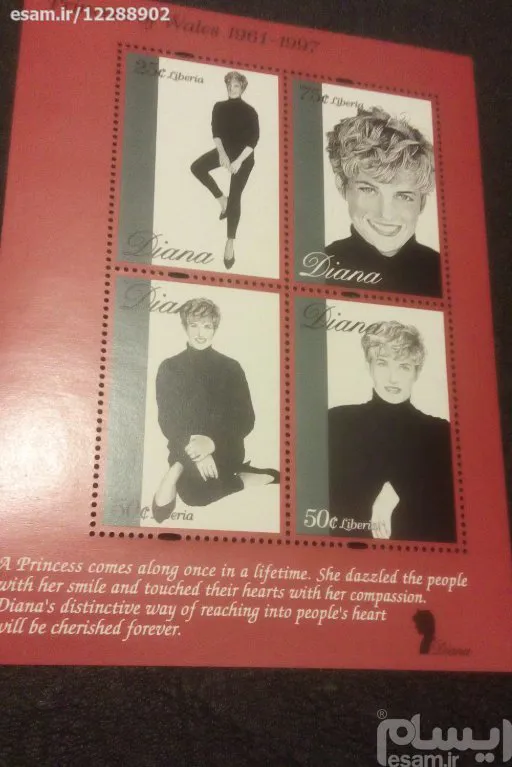 esam.ir/12288902
Wales 1961-1997
25¢ Liberia
75¢ Liberia
Diana
Diana
Diana
Diana
50¢ Liberia
50¢ Liberia
A Princess comes along once in a lifetime. She dazzled the people
with her smile and touched their hearts with her compassion.
Diana's distinctive way of reaching into people's heart
will be cherished forever.
Diana
ایسام®
esam.ir